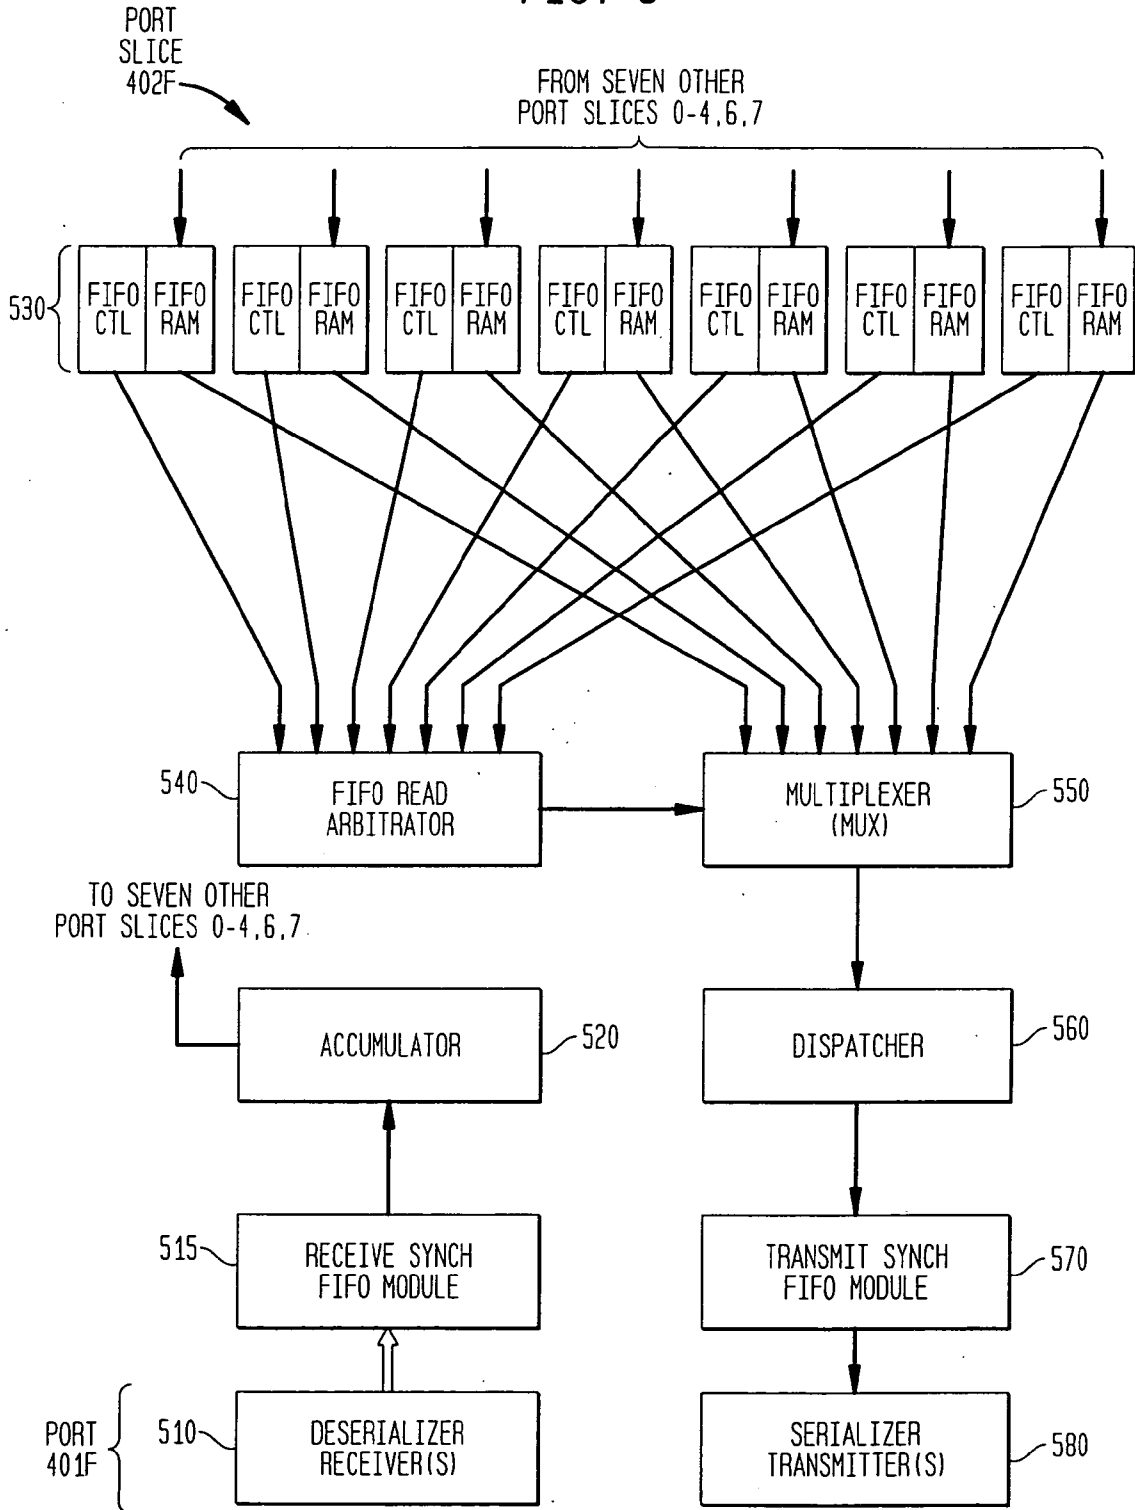 PORT
SLICE
402F
FROM SEVEN OTHER
PORT SLICES 0-4,6,7
530
FIFO CTL
FIFO RAM
FIFO CTL
FIFO RAM
FIFO CTL
FIFO RAM
FIFO CTL
FIFO RAM
FIFO CTL
FIFO RAM
FIFO CTL
FIFO RAM
FIFO CTL
FIFO RAM
540
FIFO READ
ARBITRATOR
MULTIPLEXER
(MUX)
550
TO SEVEN OTHER
PORT SLICES 0-4,6,7
ACCUMULATOR
520
DISPATCHER
560
515
RECEIVE SYNCH
FIFO MODULE
TRANSMIT SYNCH
FIFO MODULE
570
PORT
401F
510
DESERIALIZER
RECEIVER(S)
SERIALIZER
TRANSMITTER(S)
580